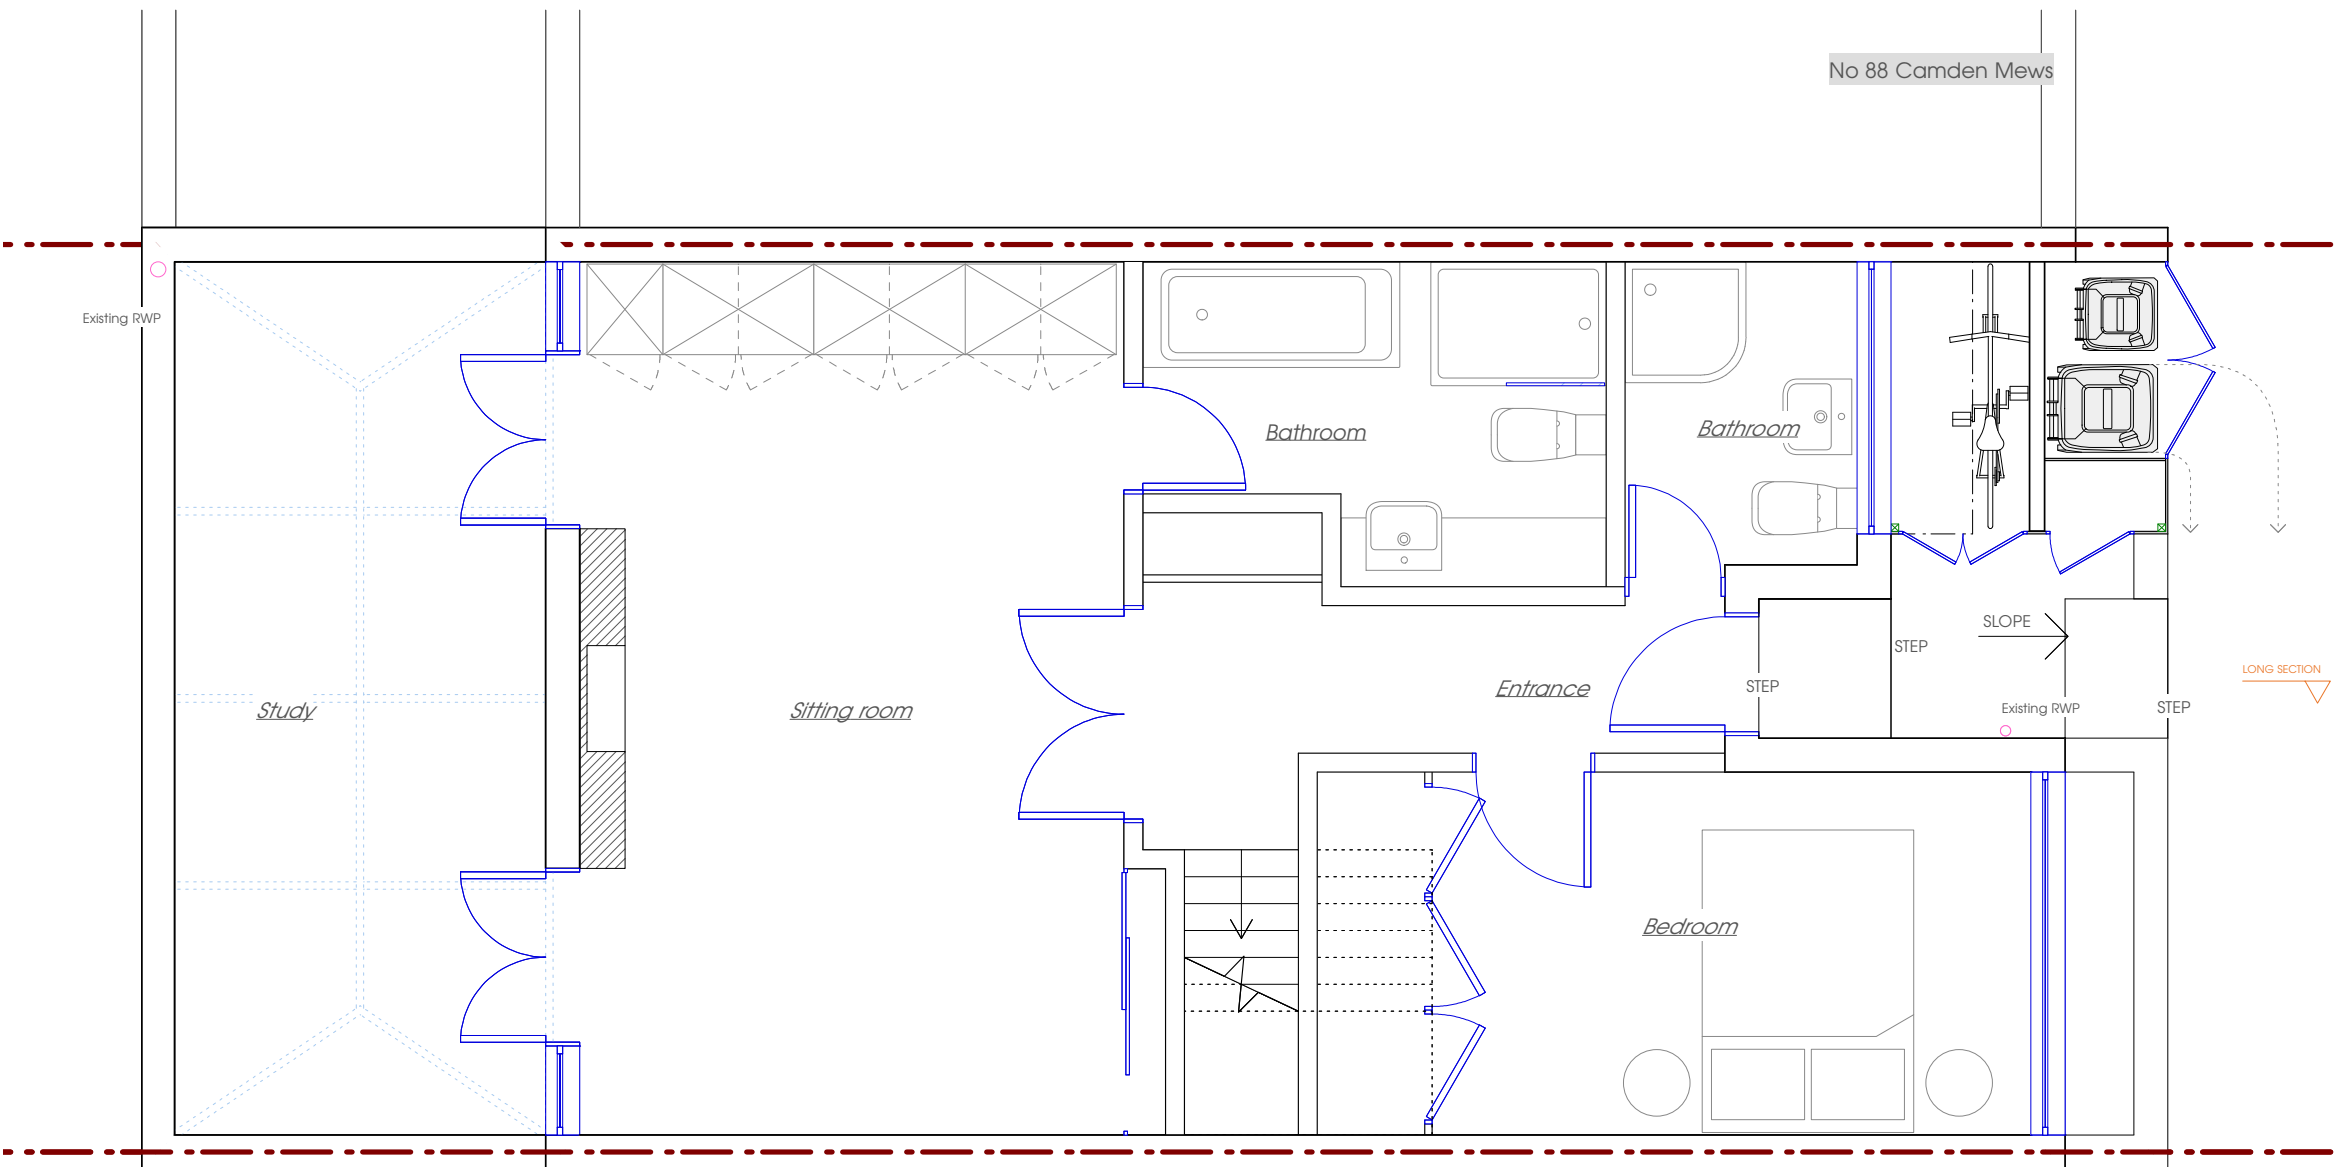 No 88 Camden Mews
Existing RWP
Bathroom
Bathroom
SLOPE
STEP
LONG SECTION
Study
Sitting room
Entrance
STEP
Existing RWP
STEP
Bedroom